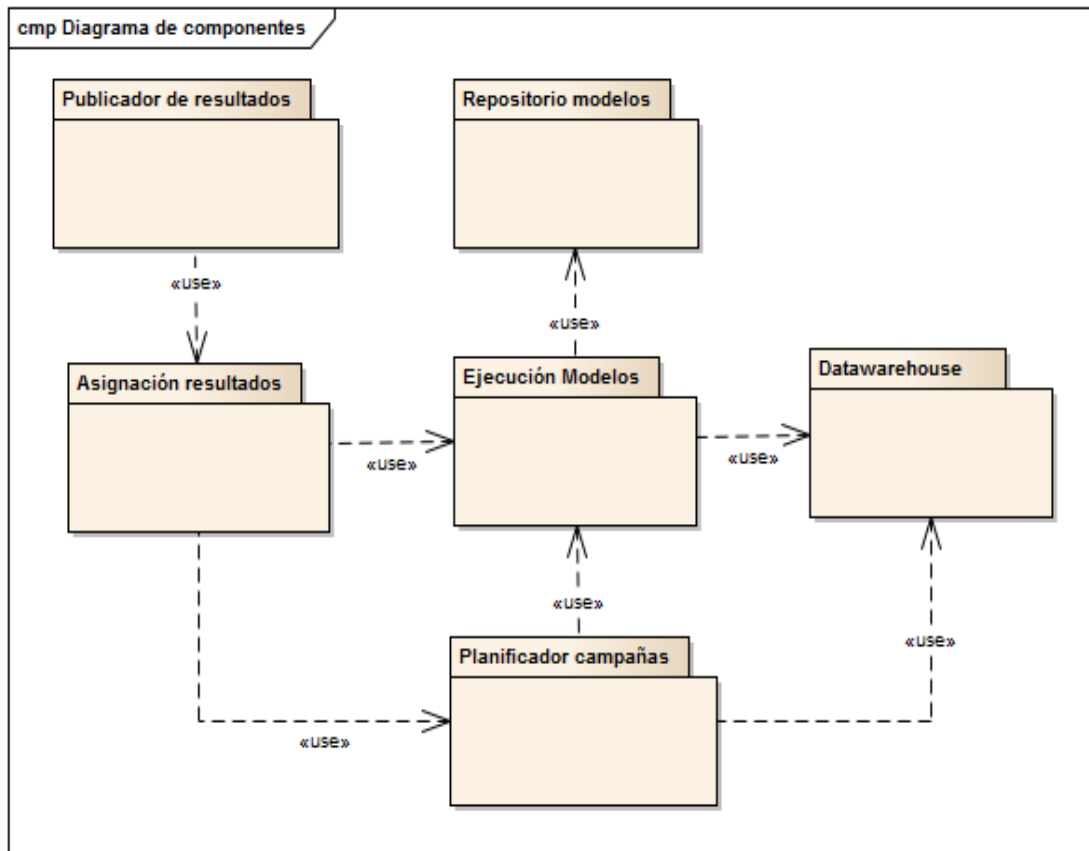 cmp Diagrama de componentes
Publicador de resultados
Repositorio modelos
«use»
«use»
Asignación resultados
Ejecución Modelos
Datawarehouse
«use»
«use»
«use»
«use»
Planificador campañas
«use»